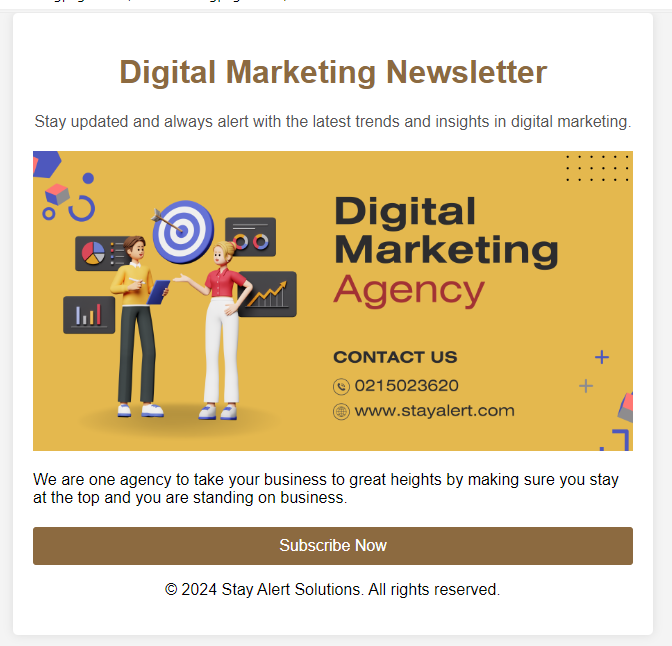 Digital Marketing Newsletter
Stay updated and always alert with the latest trends and insights in digital marketing.
Digital
Marketing
Agency
CONTACT US
0215023620
www.stayalert.com
We are one agency to take your business to great heights by making sure you stay
at the top and you are standing on business.
Subscribe Now
© 2024 Stay Alert Solutions. All rights reserved.